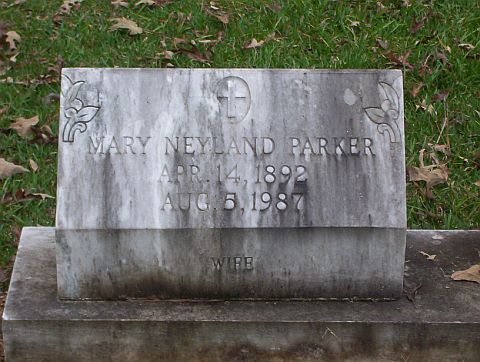 MARY NEYLAND PARKER
APR. 14, 1892
AUG. 5, 1987
WIFE